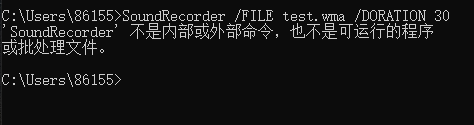 C:\Users\86155>SoundRecorder /FILE test.wma /DORATION 30
'SoundRecorder' 不是内部或外部命令，也不是可运行的程序
或批处理文件。
C:\Users\86155>